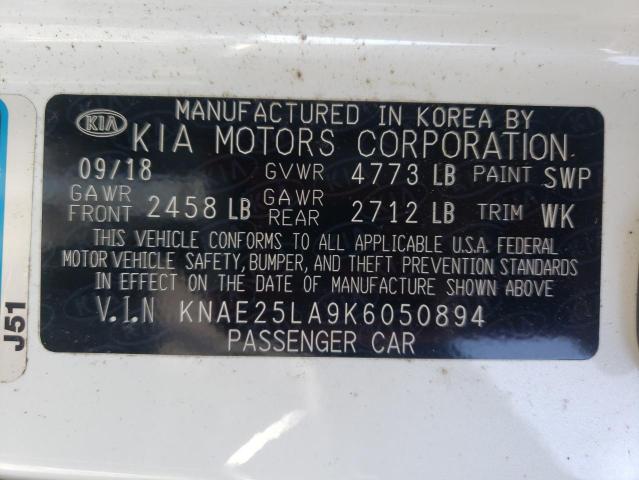 MANUFACTURED IN KOREA BY
KIA
KIA MOTORS CORPORATION
09/18 GVWR 4773 LB PAINT SWP
GAWR FRONT 2458 LB GAWR REAR 2712 LB TRIM WK
THIS VEHICLE CONFORMS TO ALL APPLICABLE U.S.A. FEDERAL
MOTOR VEHICLE SAFETY, BUMPER, AND THEFT PREVENTION STANDARDS
IN EFFECT ON THE DATE OF MANUFACTURE SHOWN ABOVE
V.I.N KNAE25LA9K6050894
PASSENGER CAR
J51